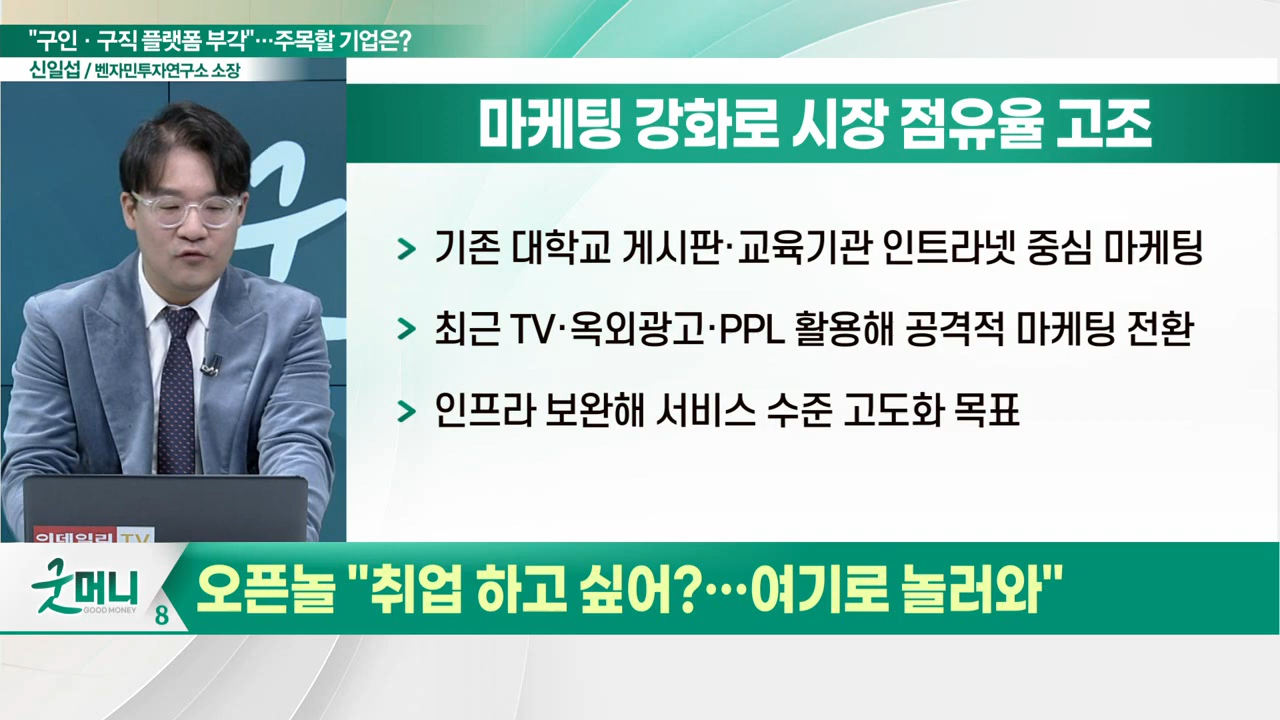 "구인·구직 플랫폼 부각"…주목할 기업은?
신일섭 / 벤자민투자연구소 소장
마케팅 강화로 시장 점유율 고조
> 기존 대학교 게시판·교육기관 인트라넷 중심 마케팅
> 최근 TV·옥외광고·PPL 활용해 공격적 마케팅 전환
> 인프라 보완해 서비스 수준 고도화 목표
이데일리 TV
굿머니
GOOD MONEY
8
오픈놀 "취업 하고 싶어?…여기로 놀러와"
굿